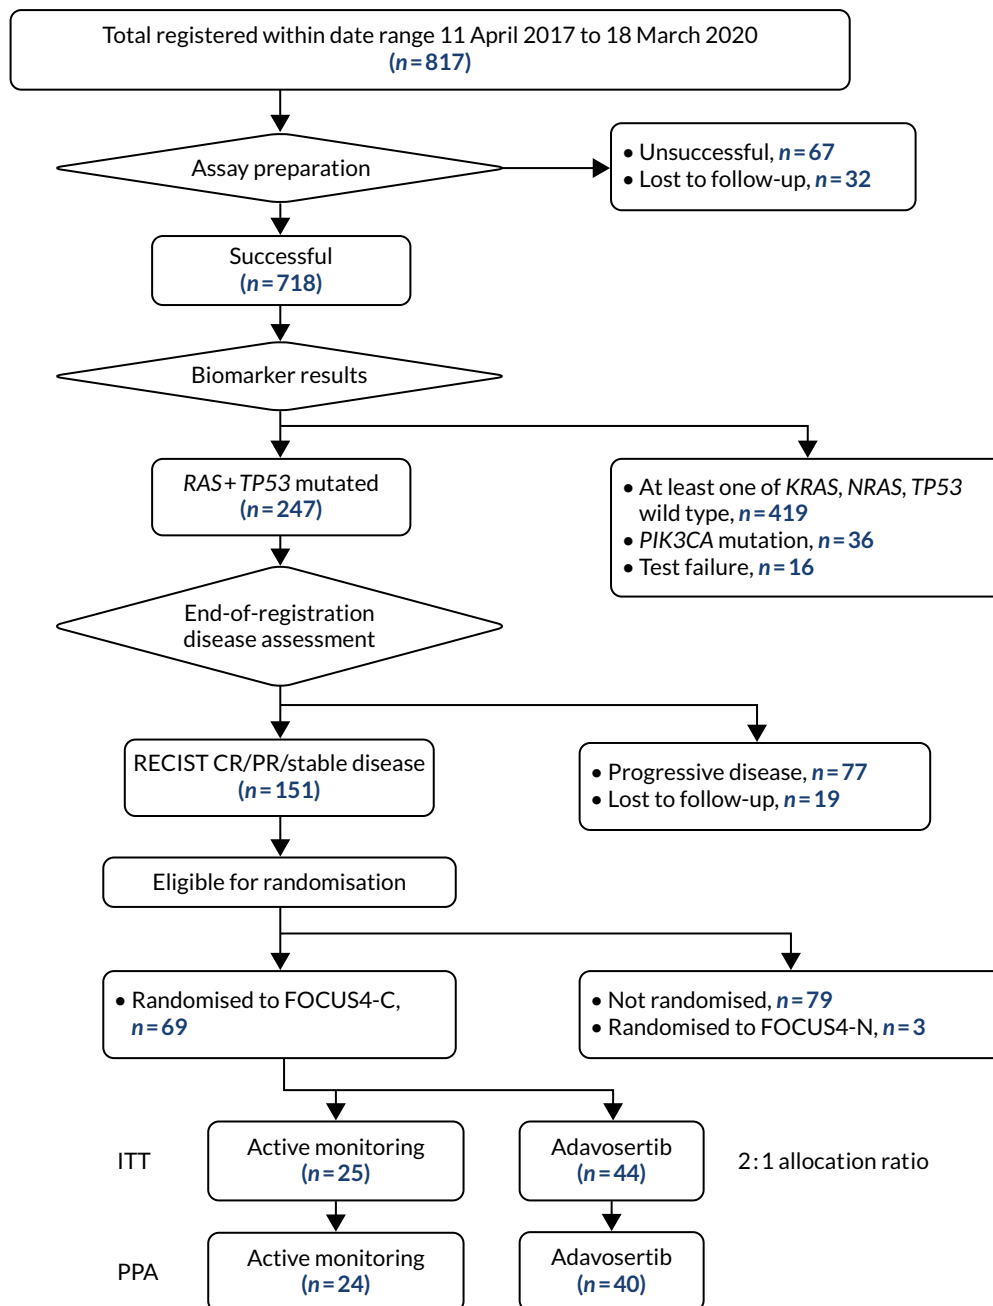 Total registered within date range 11 April 2017 to 18 March 2020
(n=817)
Assay preparation
• Unsuccessful, n=67
• Lost to follow-up, n=32
Successful
(n=718)
Biomarker results
RAS+TP53 mutated
(n=247)
• At least one of KRAS, NRAS, TP53
wild type, n=419
• PIK3CA mutation, n=36
• Test failure, n=16
End-of-registration
disease assessment
RECIST CR/PR/stable disease
(n=151)
• Progressive disease, n=77
• Lost to follow-up, n=19
Eligible for randomisation
• Randomised to FOCUS4-C,
n=69
• Not randomised, n=79
• Randomised to FOCUS4-N, n=3
ITT
Active monitoring
(n=25)
Adavosertib
(n=44)
2:1 allocation ratio
PPA
Active monitoring
(n=24)
Adavosertib
(n=40)